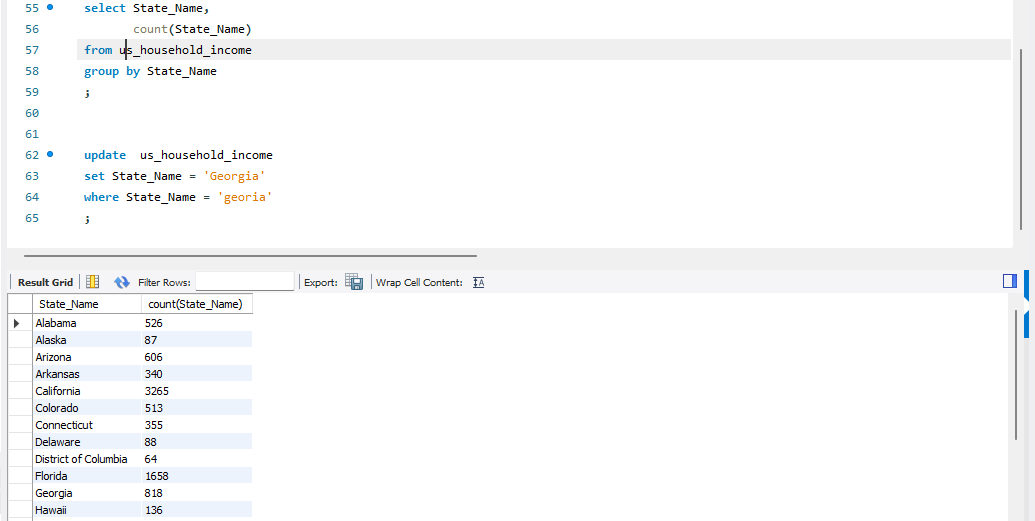 55 select State_Name,
56 count(State_Name)
57 from us_household_income
58 group by State_Name
59 ;
60
61
62 update us_household_income
63 set State_Name = 'Georgia'
64 where State_Name = 'georia'
65 ;
Result Grid Filter Rows: Export: Wrap Cell Content: IA
State_Name count(State_Name)
Alabama 526
Alaska 87
Arizona 606
Arkansas 340
California 3265
Colorado 513
Connecticut 355
Delaware 88
District of Columbia 64
Florida 1658
Georgia 818
Hawaii 136